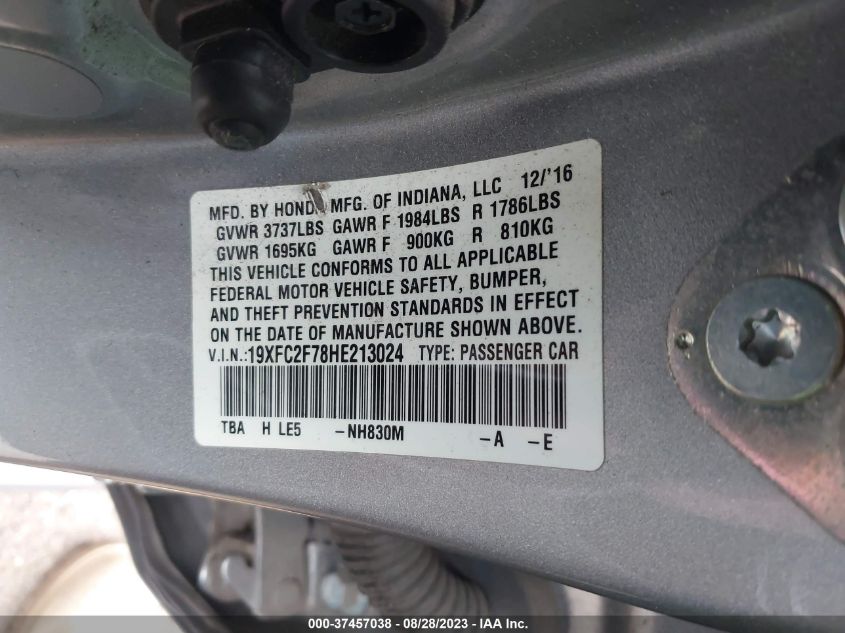 MFD. BY HONDA MFG. OF INDIANA, LLC 12/'16
GVWR 3737LBS GAWR F 1984LBS R 1786LBS
GVWR 1695KG GAWR F 900KG R 810KG
THIS VEHICLE CONFORMS TO ALL APPLICABLE
FEDERAL MOTOR VEHICLE SAFETY, BUMPER,
AND THEFT PREVENTION STANDARDS IN EFFECT
ON THE DATE OF MANUFACTURE SHOWN ABOVE.
V.I.N.:19XFC2F78HE213024 TYPE: PASSENGER CAR
TBA H LE5 -NH830M -A -E
000-37457038 - 08/28/2023 - IAA Inc.